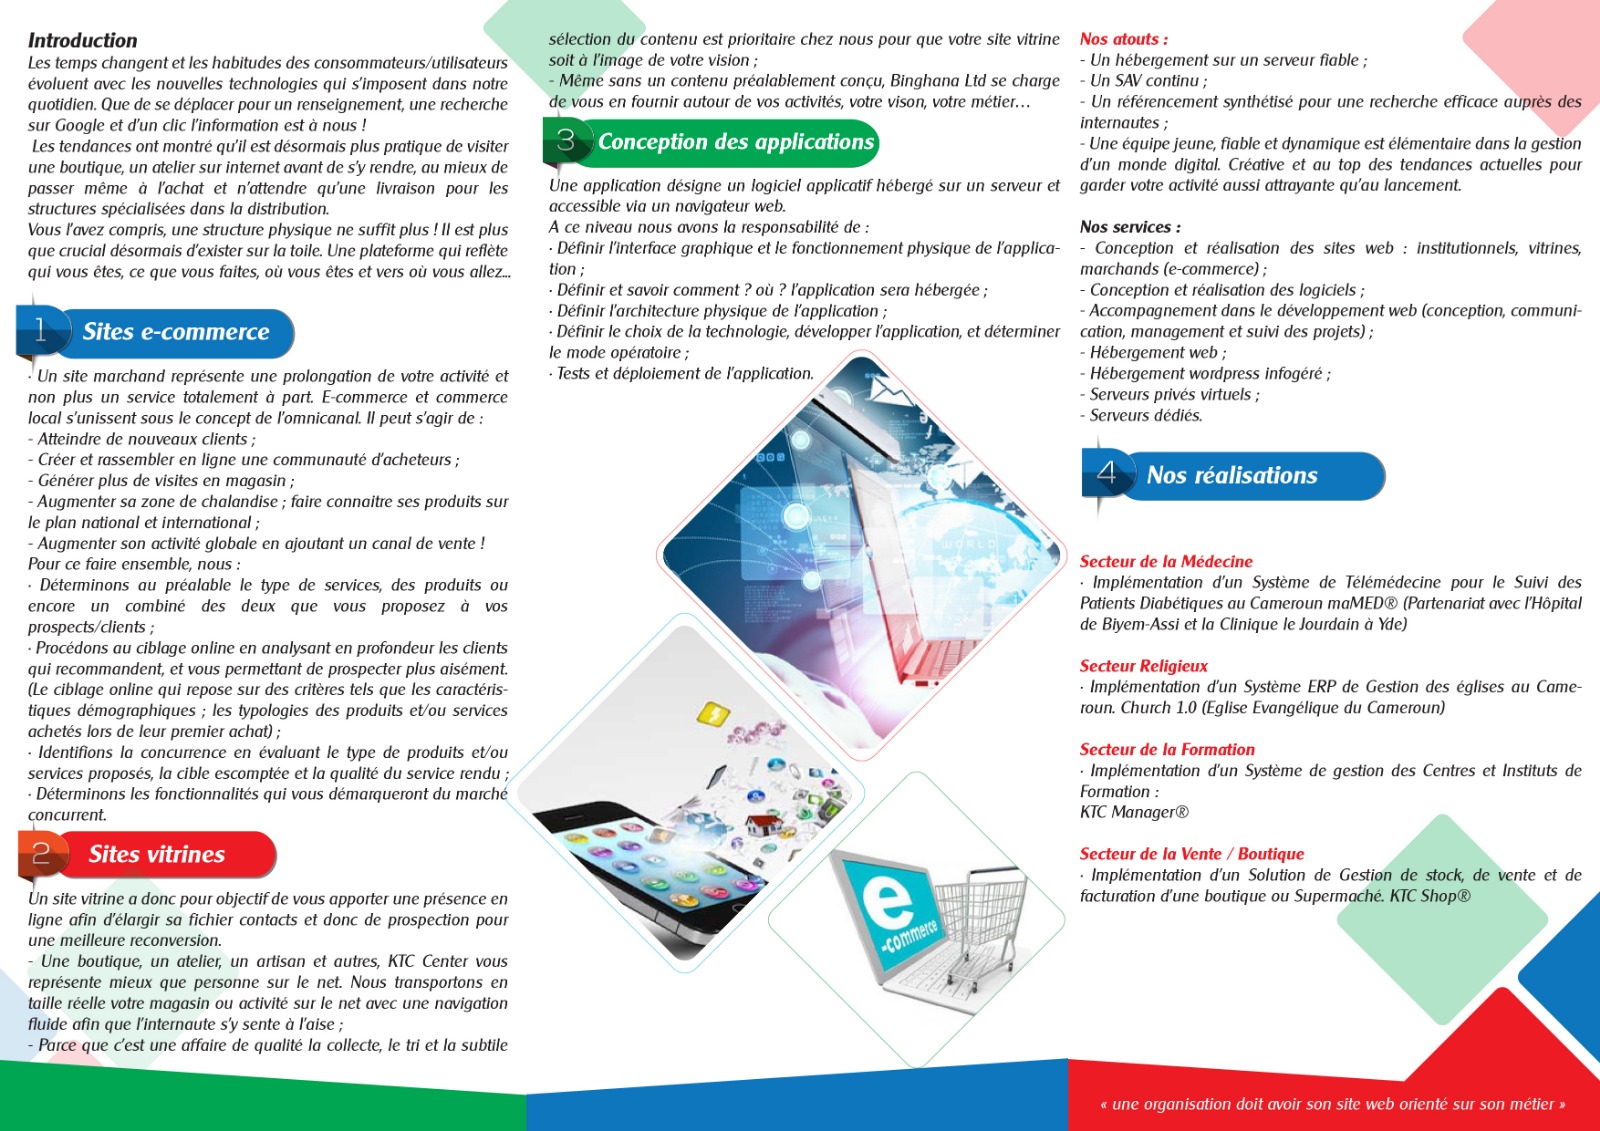 Introduction
Les temps changent et les habitudes des consommateurs/utilisateurs
évoluent avec les nouvelles technologies qui s'imposent dans notre
quotidien. Que de se déplacer pour un renseignement, une recherche
sur Google et d'un clic l'information est à nous !
Les tendances ont montré qu'il est désormais plus pratique de visiter
une boutique, un atelier sur internet avant de s'y rendre, au mieux de
passer même à l'achat et n'attendre qu'une livraison pour les
structures spécialisées dans la distribution.
Vous l'avez compris, une structure physique ne suffit plus ! Il est plus
que crucial désormais d'exister sur la toile. Une plateforme qui reflète
qui vous êtes, ce que vous faites, où vous êtes et vers où vous allez...
1 Sites e-commerce
· Un site marchand représente une prolongation de votre activité et
non plus un service totalement à part. E-commerce et commerce
local s'unissent sous le concept de l'omnicanal. Il peut s'agir de :
- Atteindre de nouveaux clients ;
- Créer et rassembler en ligne une communauté d'acheteurs ;
- Générer plus de visites en magasin ;
- Augmenter sa zone de chalandise ; faire connaitre ses produits sur
le plan national et international ;
- Augmenter son activité globale en ajoutant un canal de vente !
Pour ce faire ensemble, nous :
· Déterminons au préalable le type de services, des produits ou
encore un combiné des deux que vous proposez à vos
prospects/clients ;
· Procédons au ciblage online en analysant en profondeur les clients
qui recommandent, et vous permettant de prospecter plus aisément.
(Le ciblage online qui repose sur des critères tels que les caractéris-
tiques démographiques ; les typologies des produits et/ou services
achetés lors de leur premier achat) ;
· Identifions la concurrence en évaluant le type de produits et/ou
services proposés, la cible escomptée et la qualité du service rendu ;
· Déterminons les fonctionnalités qui vous démarqueront du marché
concurrent.
2 Sites vitrines
Un site vitrine a donc pour objectif de vous apporter une présence en
ligne afin d'élargir sa fichier contacts et donc de prospection pour
une meilleure reconversion.
- Une boutique, un atelier, un artisan et autres, KTC Center vous
représente mieux que personne sur le net. Nous transportons en
taille réelle votre magasin ou activité sur le net avec une navigation
fluide afin que l'internaute s'y sente à l'aise ;
- Parce que c'est une affaire de qualité la collecte, le tri et la subtile
sélection du contenu est prioritaire chez nous pour que votre site vitrine
soit à l'image de votre vision ;
- Même sans un contenu préalablement conçu, Binghana Ltd se charge
de vous en fournir autour de vos activités, votre vison, votre métier…
3 Conception des applications
Une application désigne un logiciel applicatif hébergé sur un serveur et
accessible via un navigateur web.
A ce niveau nous avons la responsabilité de :
· Définir l'interface graphique et le fonctionnement physique de l'applica-
tion ;
· Définir et savoir comment ? où ? l'application sera hébergée ;
· Définir l'architecture physique de l'application ;
· Définir le choix de la technologie, développer l'application, et déterminer
le mode opératoire ;
· Tests et déploiement de l'application.
WORLD
e
-commerce
Nos atouts :
- Un hébergement sur un serveur fiable ;
- Un SAV continu ;
- Un référencement synthétisé pour une recherche efficace auprès des
internautes ;
- Une équipe jeune, fiable et dynamique est élémentaire dans la gestion
d'un monde digital. Créative et au top des tendances actuelles pour
garder votre activité aussi attrayante qu'au lancement.
Nos services :
- Conception et réalisation des sites web : institutionnels, vitrines,
marchands (e-commerce) ;
- Conception et réalisation des logiciels ;
- Accompagnement dans le développement web (conception, communi-
cation, management et suivi des projets) ;
- Hébergement web ;
- Hébergement wordpress infogéré ;
- Serveurs privés virtuels ;
- Serveurs dédiés.
4 Nos réalisations
Secteur de la Médecine
· Implémentation d'un Système de Télémédecine pour le Suivi des
Patients Diabétiques au Cameroun maMED® (Partenariat avec l'Hôpital
de Biyem-Assi et la Clinique le Jourdain à Yde)
Secteur Religieux
· Implémentation d'un Système ERP de Gestion des églises au Came-
roun. Church 1.0 (Eglise Evangélique du Cameroun)
Secteur de la Formation
· Implémentation d'un Système de gestion des Centres et Instituts de
Formation :
KTC Manager®
Secteur de la Vente / Boutique
· Implémentation d'un Solution de Gestion de stock, de vente et de
facturation d'une boutique ou Supermaché. KTC Shop®
« une organisation doit avoir son site web orienté sur son métier »